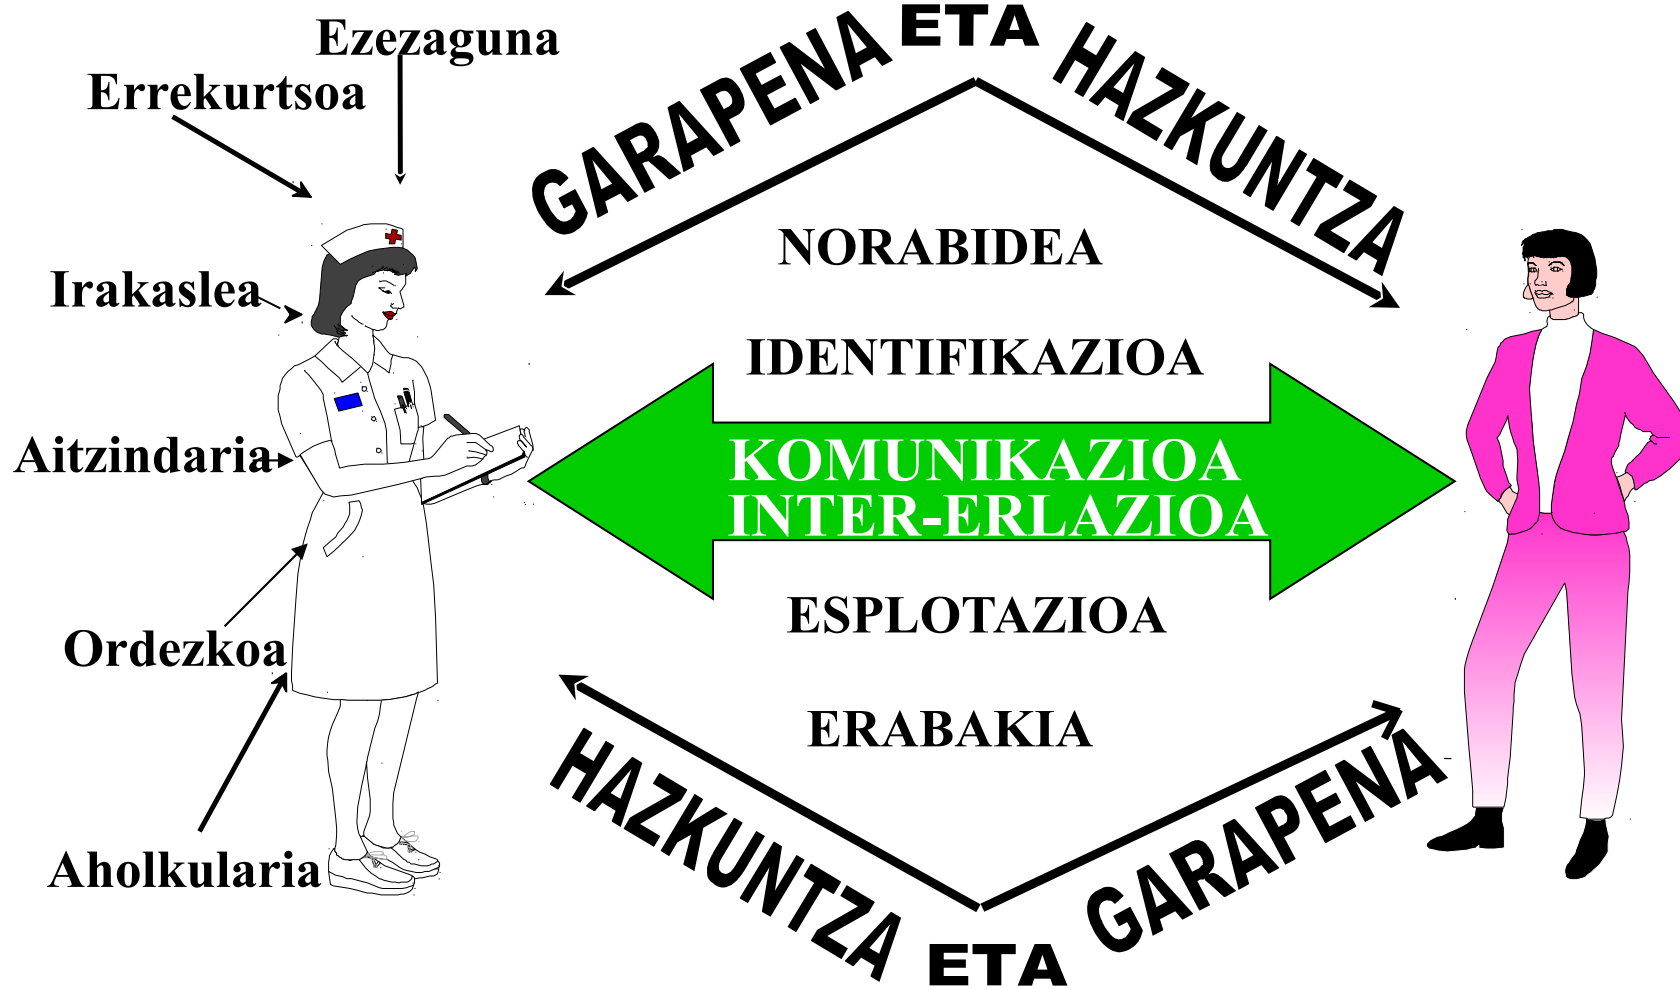 Ezezaguna
Errekurtsoa
Irakaslea
Aitzindaria
Ordezkoa
Aholkularia
GARAPENA ETA HAZKUNTZA
NORABIDEA
IDENTIFIKAZIOA
KOMUNIKAZIOA
INTER-ERLAZIOA
ESPLOTAZIOA
ERABAKIA
HAZKUNTZA ETA GARAPENA